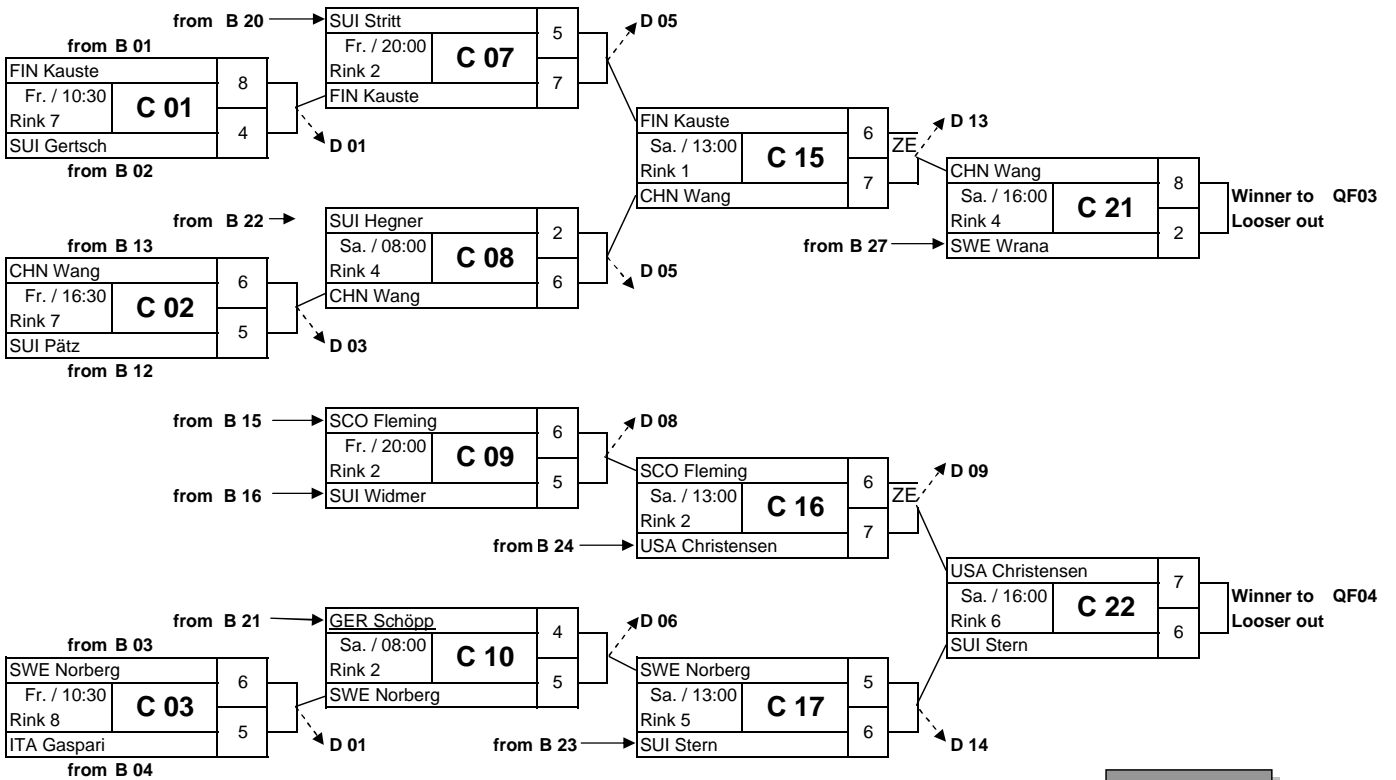 from B 20
SUI Stritt
5
D 05
from B 01
Fr. / 20:00
C 07
FIN Kauste
8
Rink 2
7
Fr. / 10:30
C 01
FIN Kauste
Rink 7
4
FIN Kauste
6
D 13
SUI Gertsch
D 01
Sa. / 13:00
C 15
ZE
from B 02
Rink 1
7
CHN Wang
8
CHN Wang
Sa. / 16:00
C 21
Winner to QF03
from B 22
SUI Hegner
2
Rink 4
2
Looser out
from B 13
Sa. / 08:00
C 08
from B 27
SWE Wrana
CHN Wang
6
Rink 4
6
D 05
Fr. / 16:30
C 02
CHN Wang
Rink 7
5
SUI Pätz
D 03
from B 12
from B 15
SCO Fleming
6
D 08
Fr. / 20:00
C 09
Rink 2
5
SCO Fleming
6
D 09
from B 16
SUI Widmer
Sa. / 13:00
C 16
ZE
Rink 2
7
from B 24
USA Christensen
USA Christensen
7
Sa. / 16:00
C 22
Winner to QF04
from B 21
GER Schöpp
4
D 06
Rink 6
6
Looser out
from B 03
Sa. / 08:00
C 10
SUI Stern
SWE Norberg
6
Rink 2
5
SWE Norberg
5
Fr. / 10:30
C 03
SWE Norberg
Sa. / 13:00
C 17
Rink 8
5
Rink 5
6
ITA Gaspari
D 01
from B 23
SUI Stern
D 14
from B 04